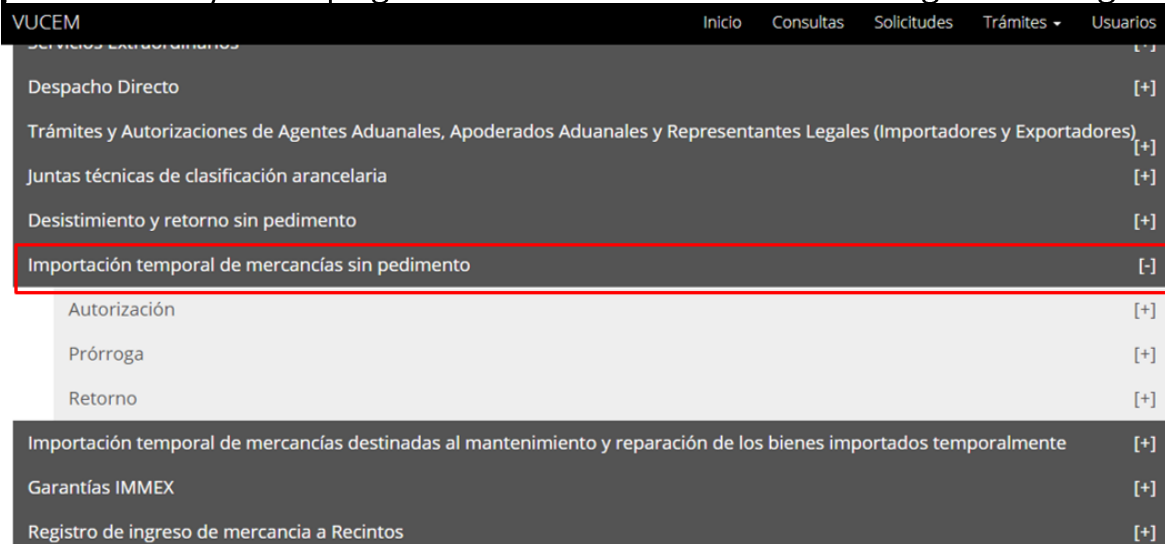 VUCEM Inicio Consultas Solicitudes Trámites Usuarios
Servicios Extraordinarios [+]
Despacho Directo [+]
Trámites y Autorizaciones de Agentes Aduanales, Apoderados Aduanales y Representantes Legales (Importadores y Exportadores) [+]
Juntas técnicas de clasificación arancelaria [+]
Desistimiento y retorno sin pedimento [+]
Importación temporal de mercancías sin pedimento [-]
Autorización [+]
Prórroga [+]
Retorno [+]
Importación temporal de mercancías destinadas al mantenimiento y reparación de los bienes importados temporalmente [+]
Garantías IMMEX [+]
Registro de ingreso de mercancia a Recintos [+]